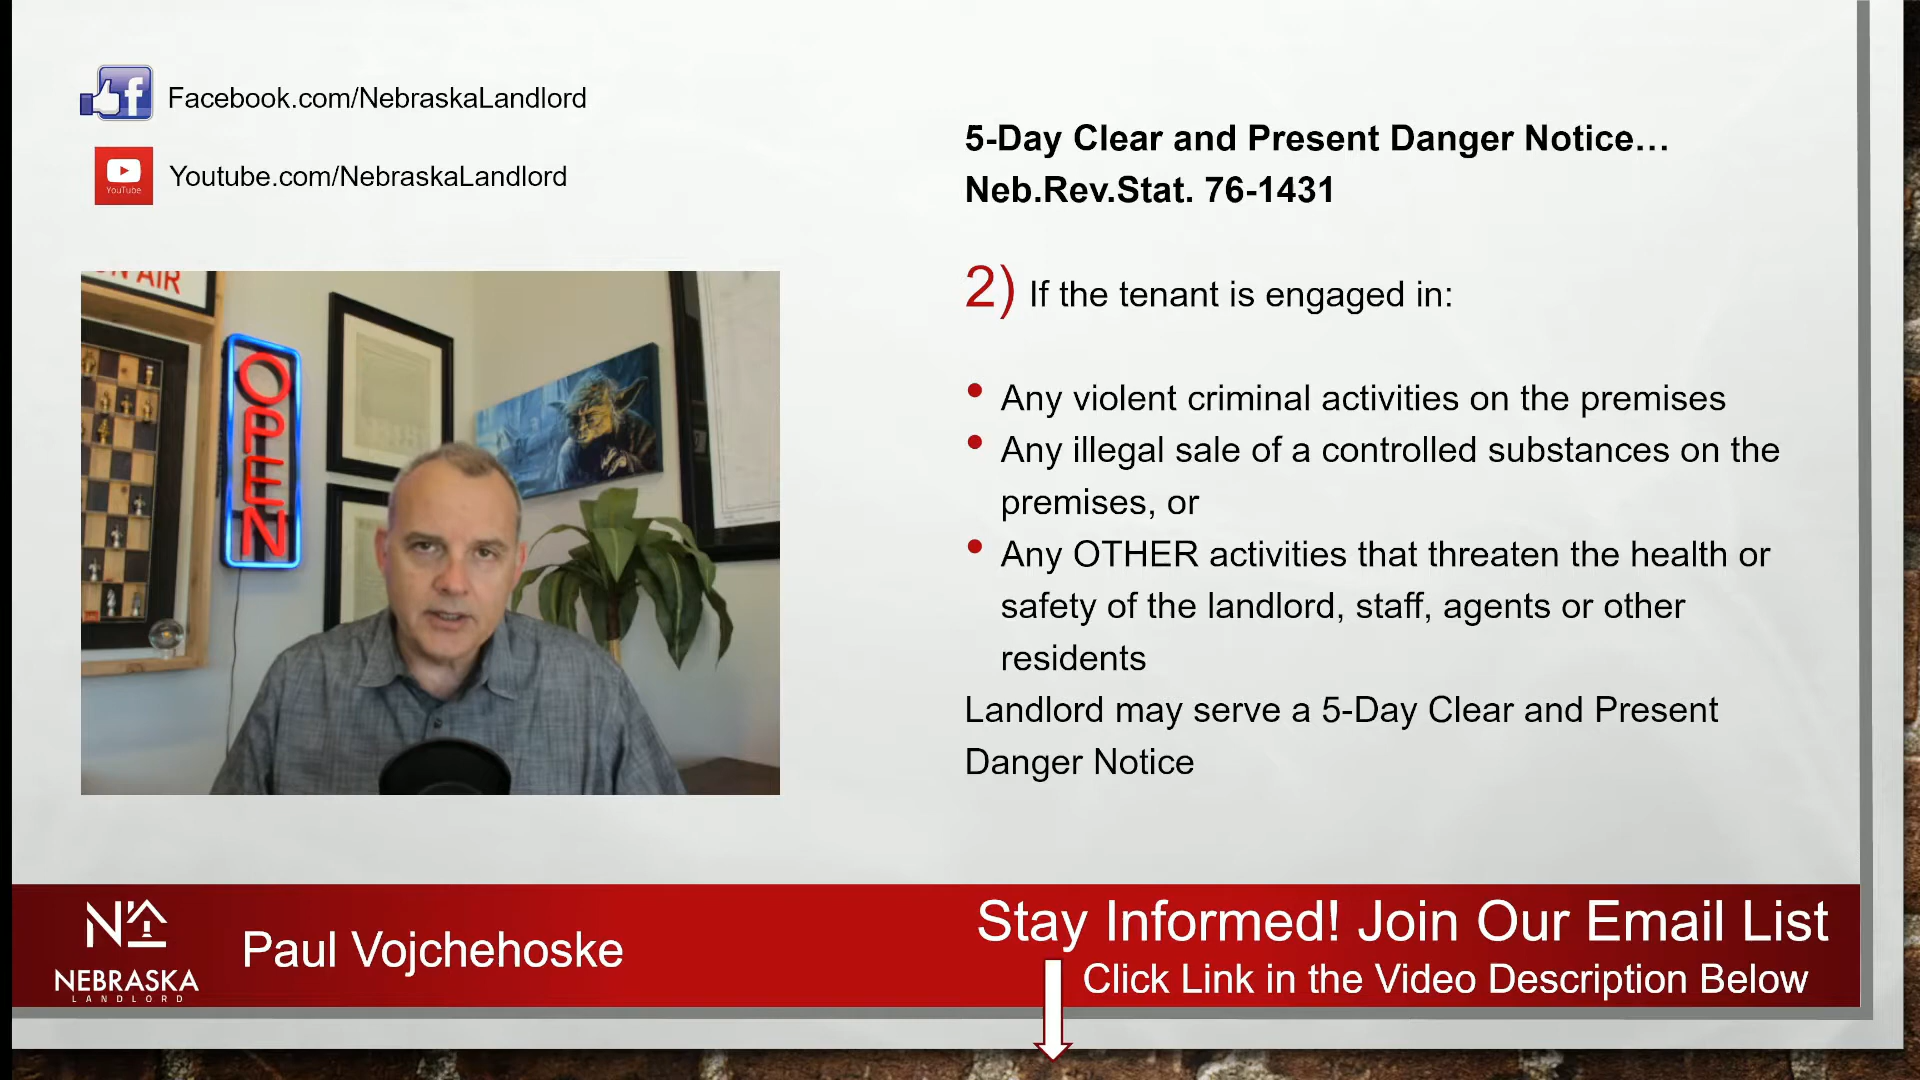 Facebook.com/NebraskaLandlord
YouTube
Youtube.com/NebraskaLandlord
ON AIR
OPEN
5-Day Clear and Present Danger Notice…
Neb.Rev.Stat. 76-1431
2) If the tenant is engaged in:
• Any violent criminal activities on the premises
• Any illegal sale of a controlled substances on the
premises, or
• Any OTHER activities that threaten the health or
safety of the landlord, staff, agents or other
residents
Landlord may serve a 5-Day Clear and Present
Danger Notice
NEBRASKA
LANDLORD
Paul Vojchehoske
Stay Informed! Join Our Email List
Click Link in the Video Description Below